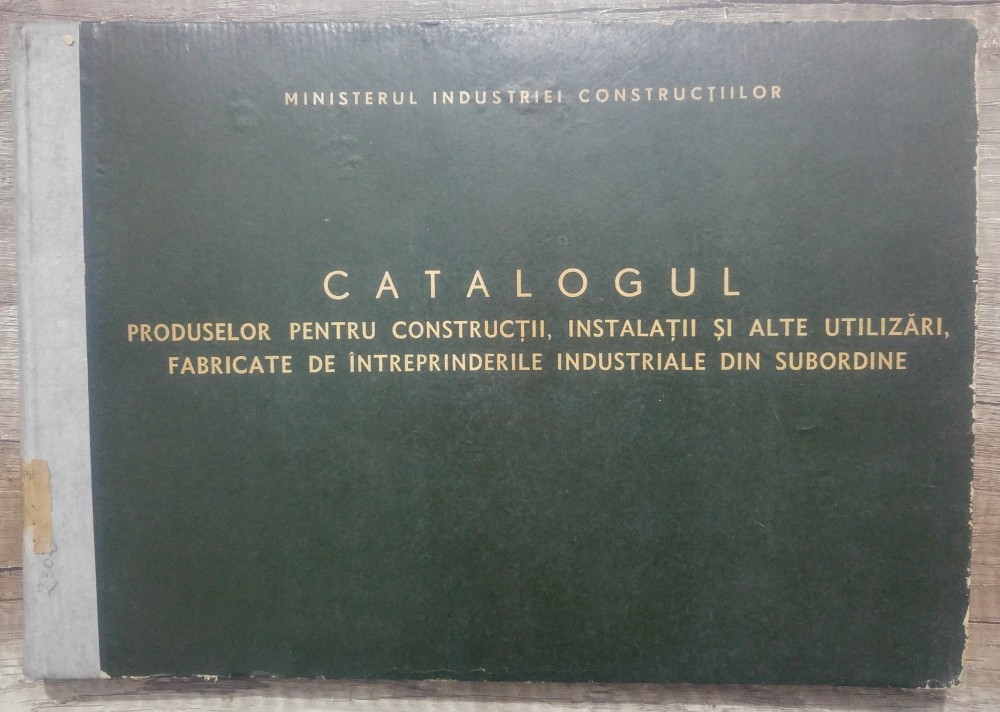 MINISTERUL INDUSTRIEI CONSTRUCȚIILOR
CATALOGUL
PRODUSELOR PENTRU CONSTRUCȚII, INSTALAȚII ȘI ALTE UTILIZĂRI,
FABRICATE DE ÎNTREPRINDERILE INDUSTRIALE DIN SUBORDINE